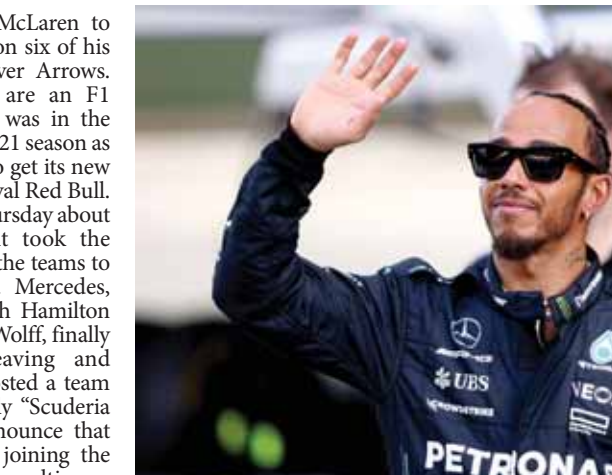 McLaren to
on six of his
ver Arrows.
are an F1
was in the
21 season as
o get its new
val Red Bull.
ursday about
t took the
the teams to
Mercedes,
h Hamilton
Wolff, finally
eaving and
sted a team
y “Scuderia
nounce that
joining the
UBS
CROWDSTRIKE
NEO
PETRONA